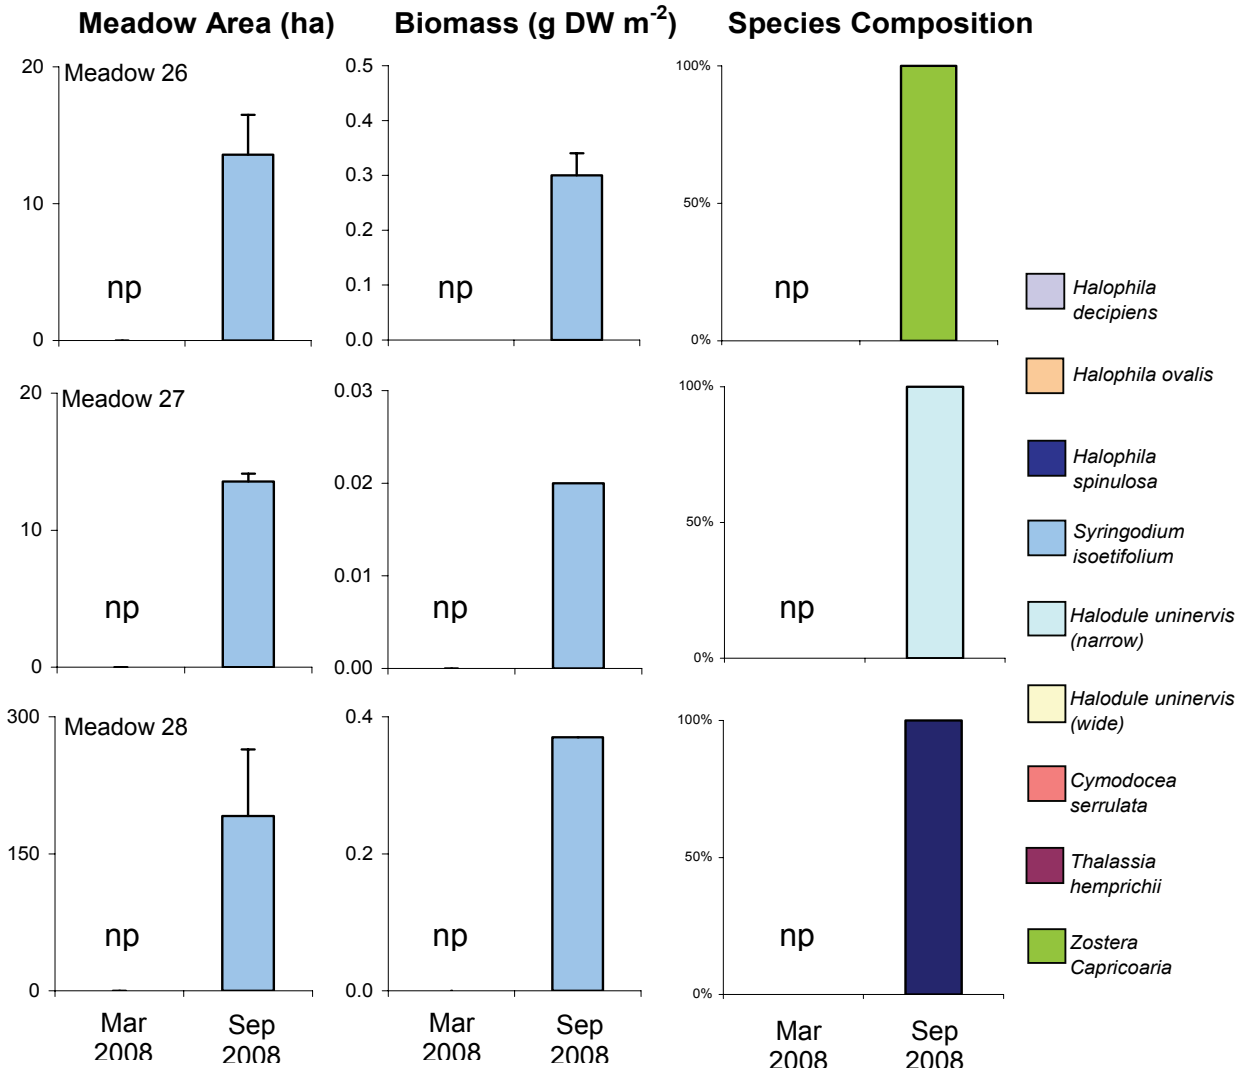 Meadow Area (ha)
Biomass (g DW m-2)
Species Composition
20
Meadow 26
10
0
np
0.5
0.4
0.3
0.2
0.1
0.0
np
100%
50%
0%
np
20
Meadow 27
10
0
np
0.03
0.02
0.01
0.00
np
100%
50%
0%
np
300
Meadow 28
150
0
np
0.4
0.2
0.0
np
100%
50%
0%
np
Mar
2008
Sep
2008
Mar
2008
Sep
2008
Mar
2008
Sep
2008
Halophila
decipiens
Halophila ovalis
Halophila
spinulosa
Syringodium
isoetifolium
Halodule uninervis
(narrow)
Halodule uninervis
(wide)
Cymodocea
serrulata
Thalassia
hemprichii
Zostera
Capricoaria